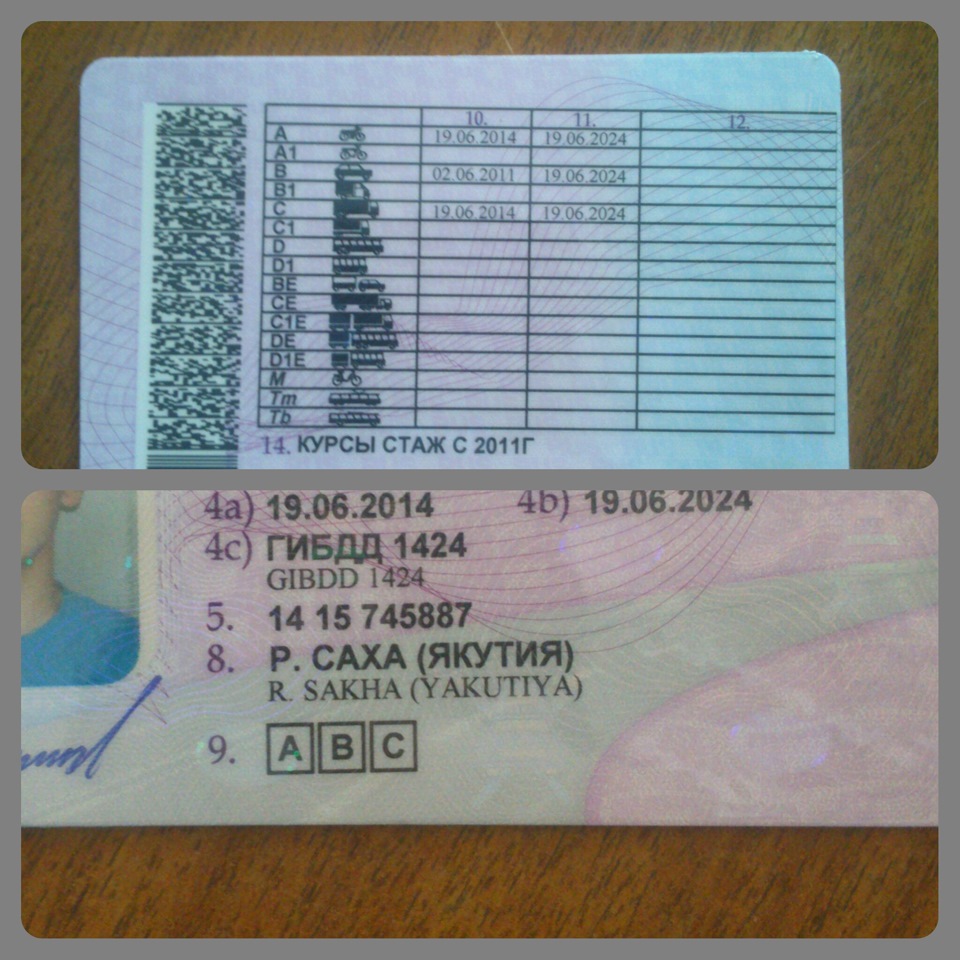 10. 11. 12.
A 19.06.2014 19.06.2024
A1
B 02.06.2011 19.06.2024
B1
C 19.06.2014 19.06.2024
C1
D
D1
BE
CE
C1E
DE
D1E
M
Tm
Tb
14. КУРСЫ СТАЖ С 2011Г
4a) 19.06.2014 4b) 19.06.2024
4c) ГИБДД 1424
GIBDD 1424
5. 14 15 745887
8. Р. САХА (ЯКУТИЯ)
R. SAKHA (YAKUTIYA)
9. A B C